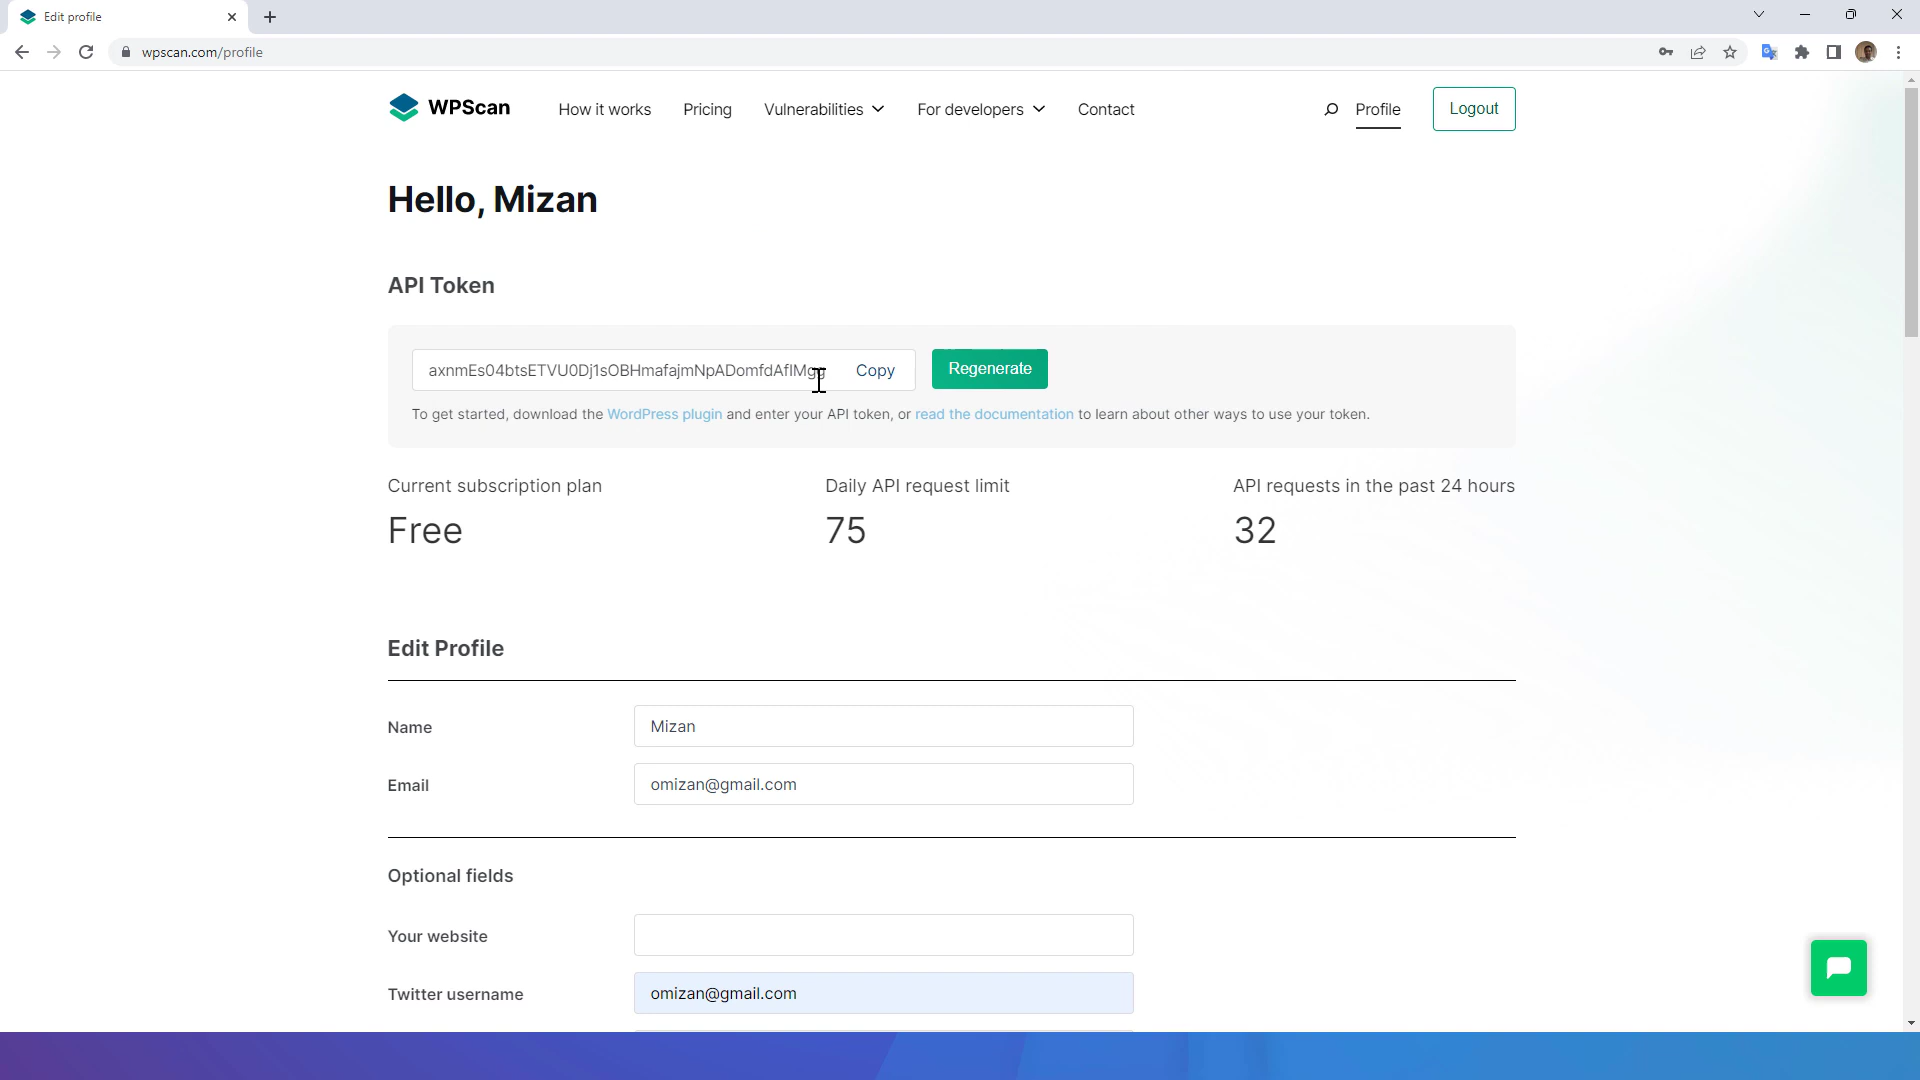 Edit profile
wpscan.com/profile
WPScan How it works Pricing Vulnerabilities For developers Contact Profile Logout
Hello, Mizan
API Token
axnmEs04btsETVU0Dj1sOBHmafajmNpADomfdAfIMgg Copy Regenerate
To get started, download the WordPress plugin and enter your API token, or read the documentation to learn about other ways to use your token.
Current subscription plan Daily API request limit API requests in the past 24 hours
Free 75 32
Edit Profile
Name Mizan
Email omizan@gmail.com
Optional fields
Your website
Twitter username omizan@gmail.com